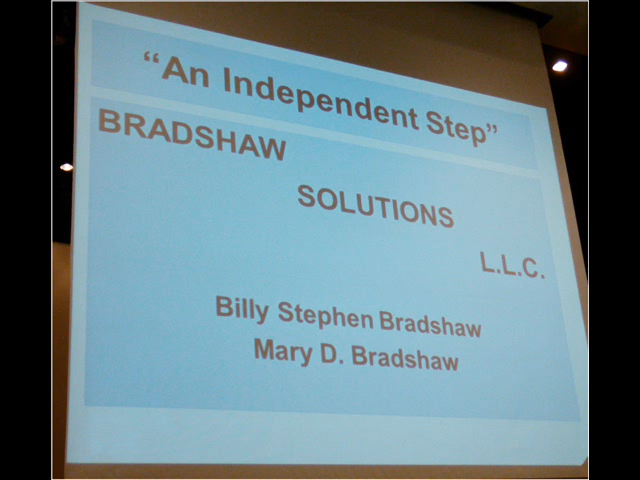 “An Independent Step”
BRADSHAW
SOLUTIONS
L.L.C.
Billy Stephen Bradshaw
Mary D. Bradshaw